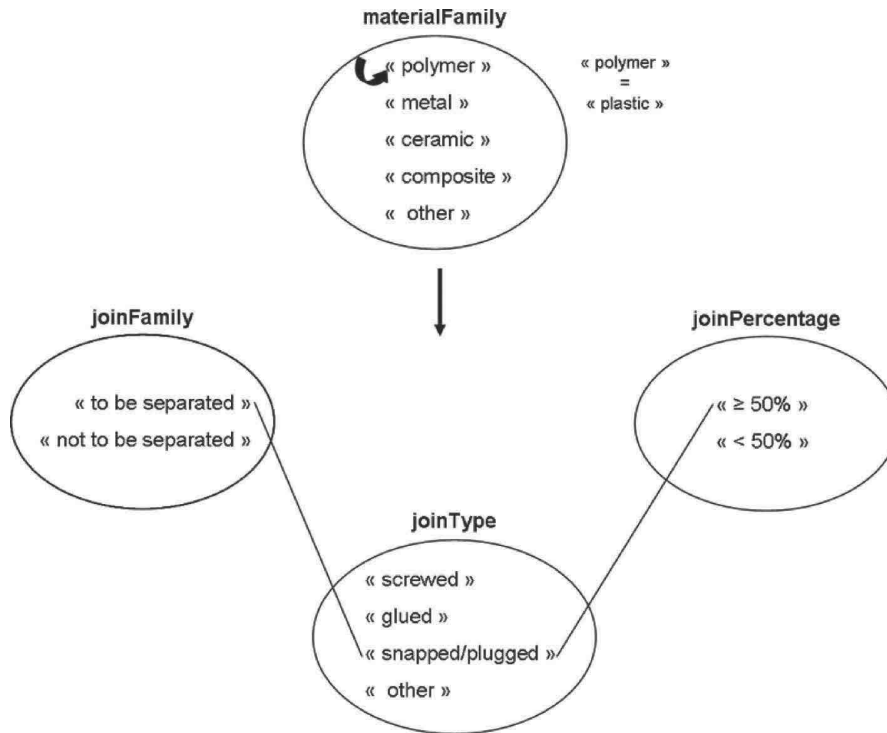 materialFamily
« polymer »
« metal »
« ceramic »
« composite »
«  other »
« polymer »
=
« plastic »
joinFamily
« to be separated »
« not to be separated »
joinPercentage
« ≥ 50% »
« < 50% »
joinType
« screwed »
« glued »
« snapped/plugged »
«  other »